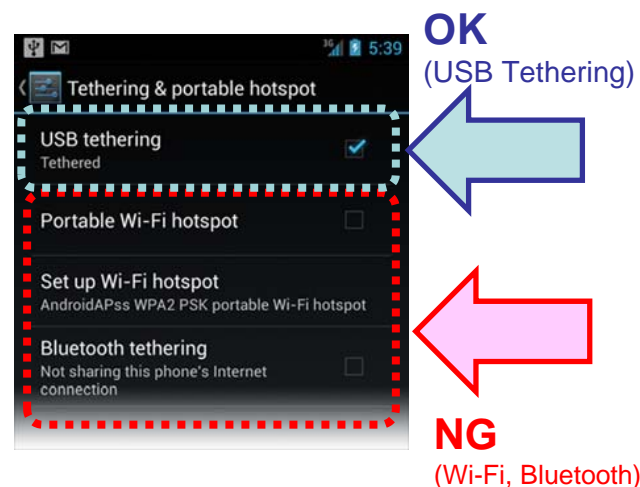 3G 5:39
Tethering & portable hotspot
USB tethering
Tethered
Portable Wi-Fi hotspot
Set up Wi-Fi hotspot
AndroidAPss WPA2 PSK portable Wi-Fi hotspot
Bluetooth tethering
Not sharing this phone's Internet
connection
OK
(USB Tethering)
NG
(Wi-Fi, Bluetooth)